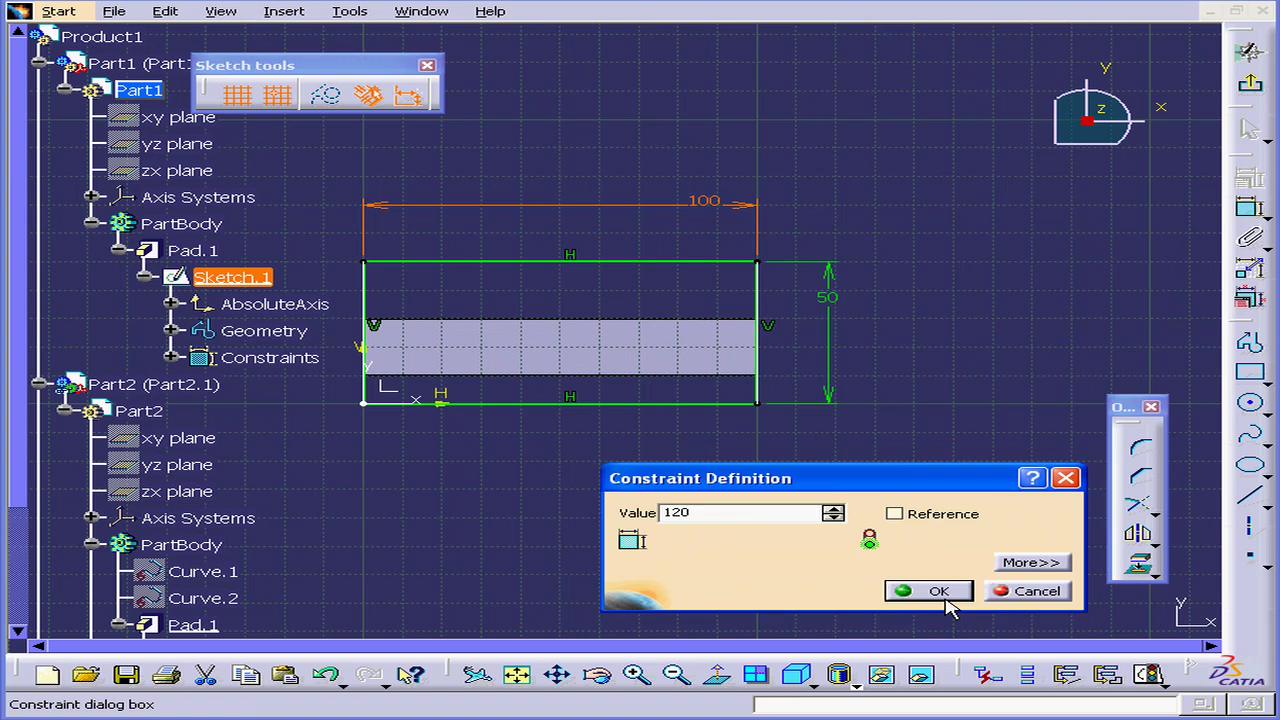 Start File Edit View Insert Tools Window Help
Product1
Part1 (Part1
Sketch tools
Part1
xy plane
yz plane
zx plane
Axis Systems
PartBody
Pad.1
Sketch.1
AbsoluteAxis
Geometry
Constraints
Part2 (Part2.1)
Part2
xy plane
yz plane
zx plane
Axis Systems
PartBody
Curve.1
Curve.2
Pad.1
y
x
z
100
H
50
V
V
V
y
H
x
H
O...
Constraint Definition
Value 120
Reference
More>>
OK
Cancel
y
x
CATIA
Constraint dialog box